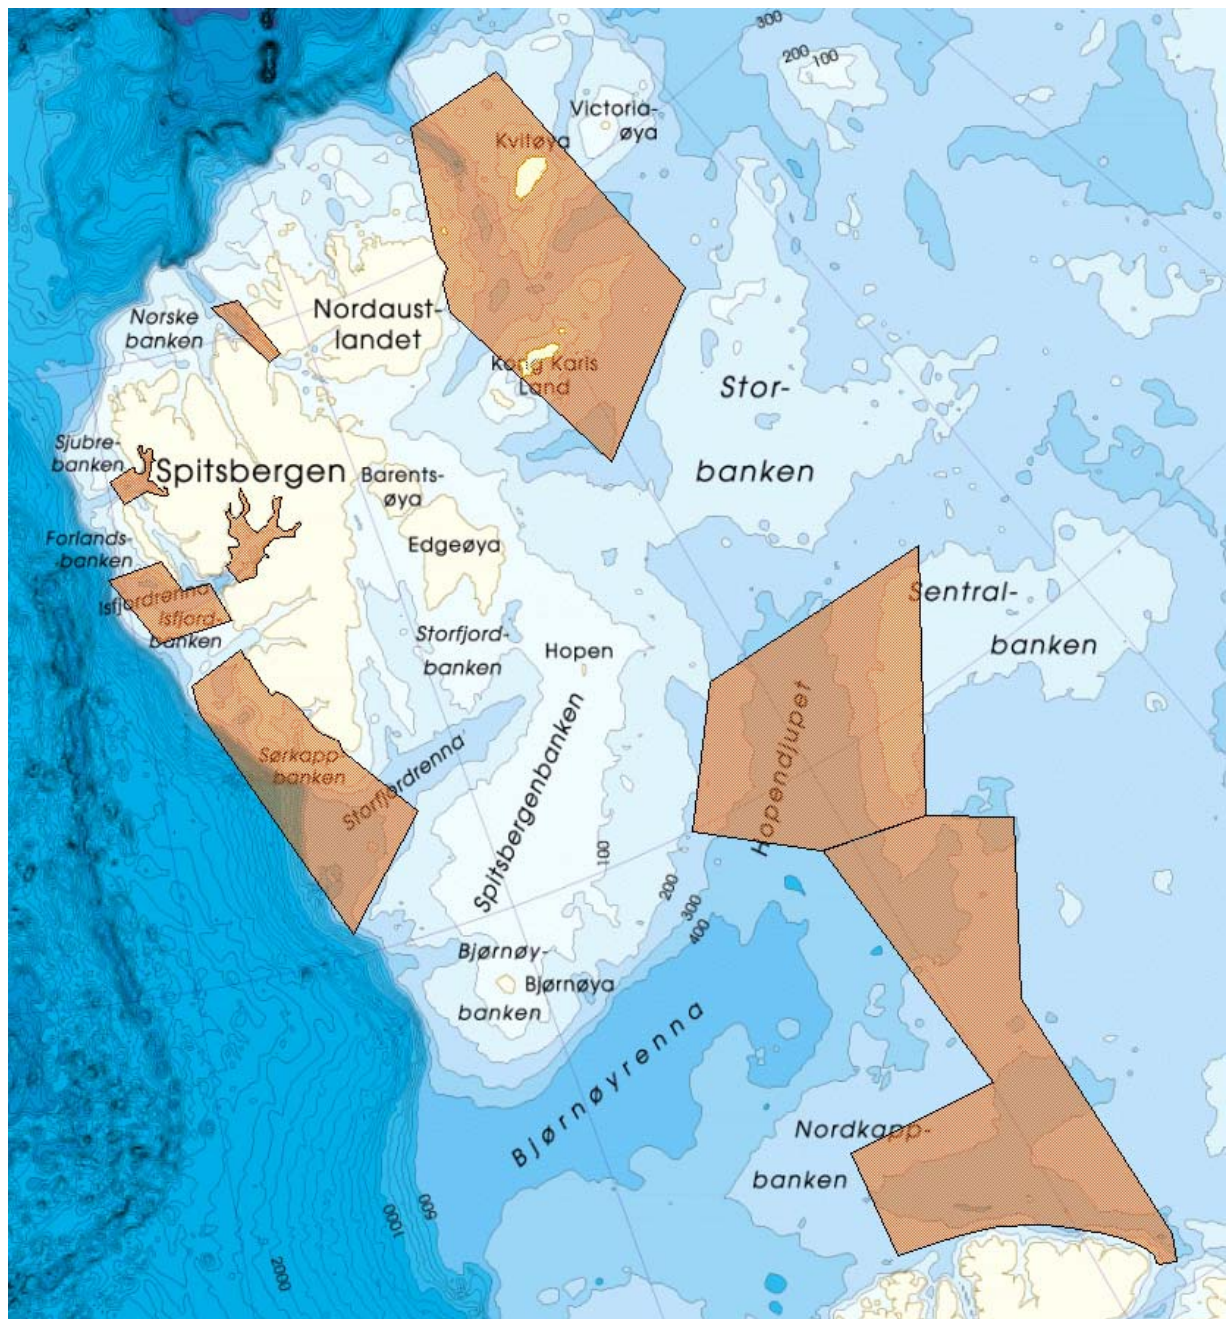 300
200
100
Victoria-
øya
Kvitøya
Nordaust-
landet
Norske
banken
Kong Karls
Land
Stor-
banken
Sjubre-
banken
Spitsbergen
Barents-
øya
Forlands-
banken
Edgeøya
Isfjordrenna
Isfjord-
banken
Sentral-
banken
Storfjord-
banken
Hopen
Sørkapp-
banken
Storfjordrenna
Spitsbergenbanken
Hopendjupet
100
200
300
400
Bjørnøy-
banken
Bjørnøya
Bjørnøyrenna
Nordkapp-
banken
600
1000
2000